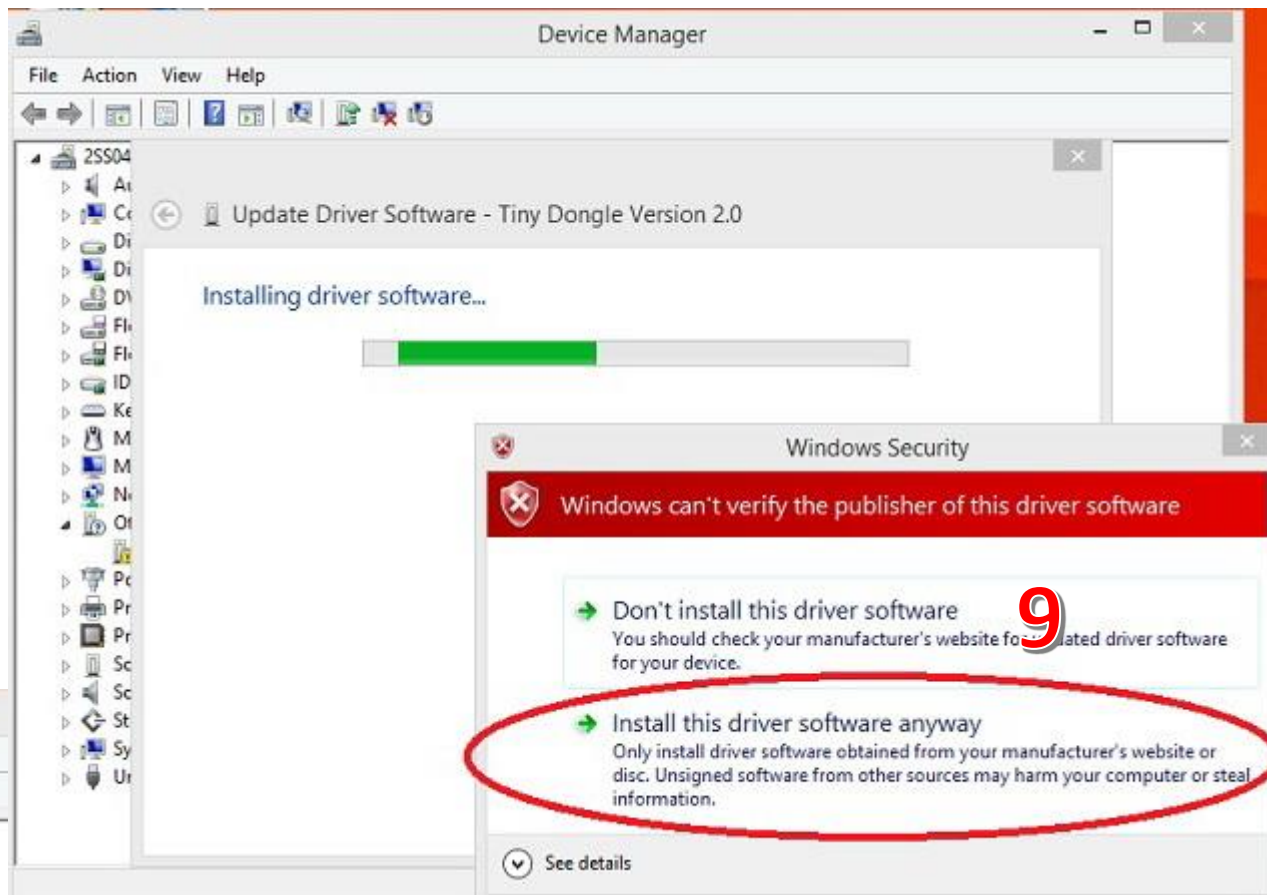 Device Manager
File Action View Help
2SS04
Update Driver Software - Tiny Dongle Version 2.0
Installing driver software...
Windows Security
Windows can't verify the publisher of this driver software
Don't install this driver software
9
You should check your manufacturer's website for updated driver software
for your device.
Install this driver software anyway
Only install driver software obtained from your manufacturer's website or
disc. Unsigned software from other sources may harm your computer or steal
information.
See details